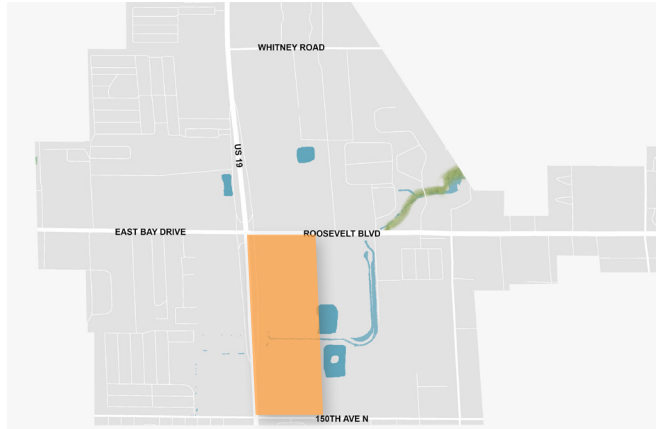 WHITNEY ROAD
US 19
EAST BAY DRIVE
ROOSEVELT BLVD
150TH AVE N